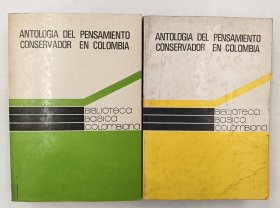 ANTOLOGIA DEL PENSAMIENTO
CONSERVADOR EN COLOMBIA
BIBLIOTECA
BASICA
COLOMBIANA
ANTOLOGIA DEL PENSAMIENTO
CONSERVADOR EN COLOMBIA
BIBLIOTECA
BASICA
COLOMBIANA